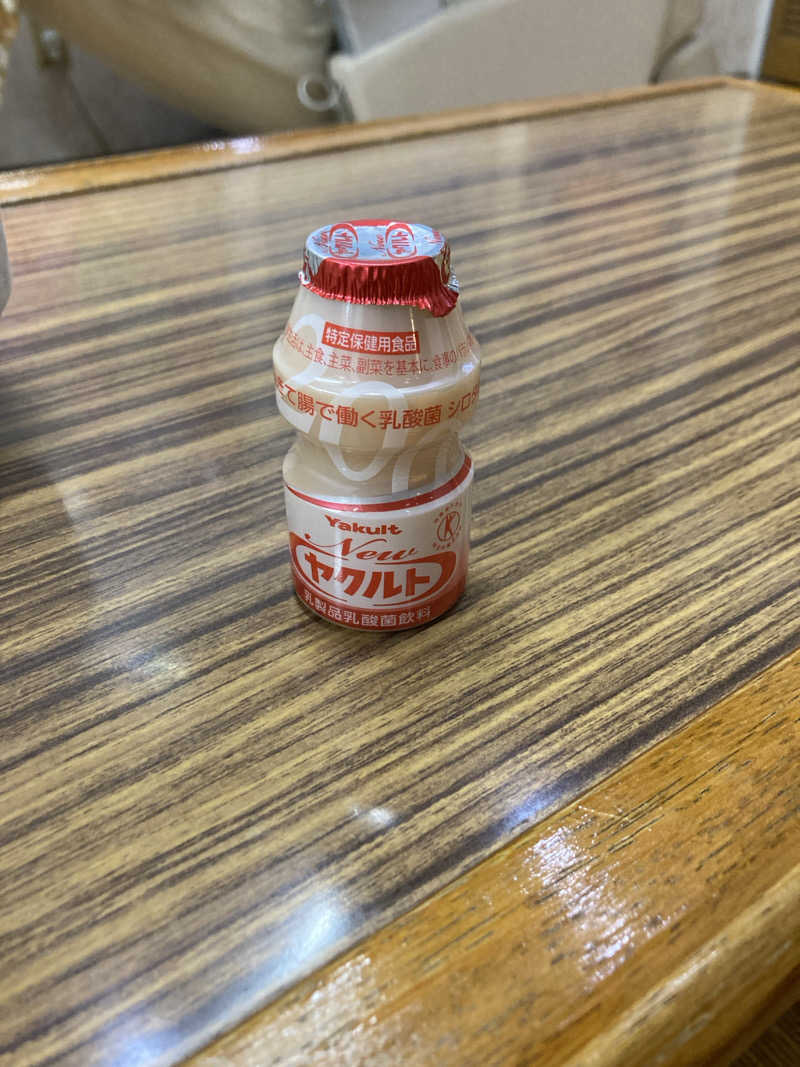 特定保健用食品
は、主食、主菜、副菜を基本に、食事の
きて腸で働く乳酸菌 シロ
200
Yakult
New
ヤクルト
乳製品乳酸菌飲料